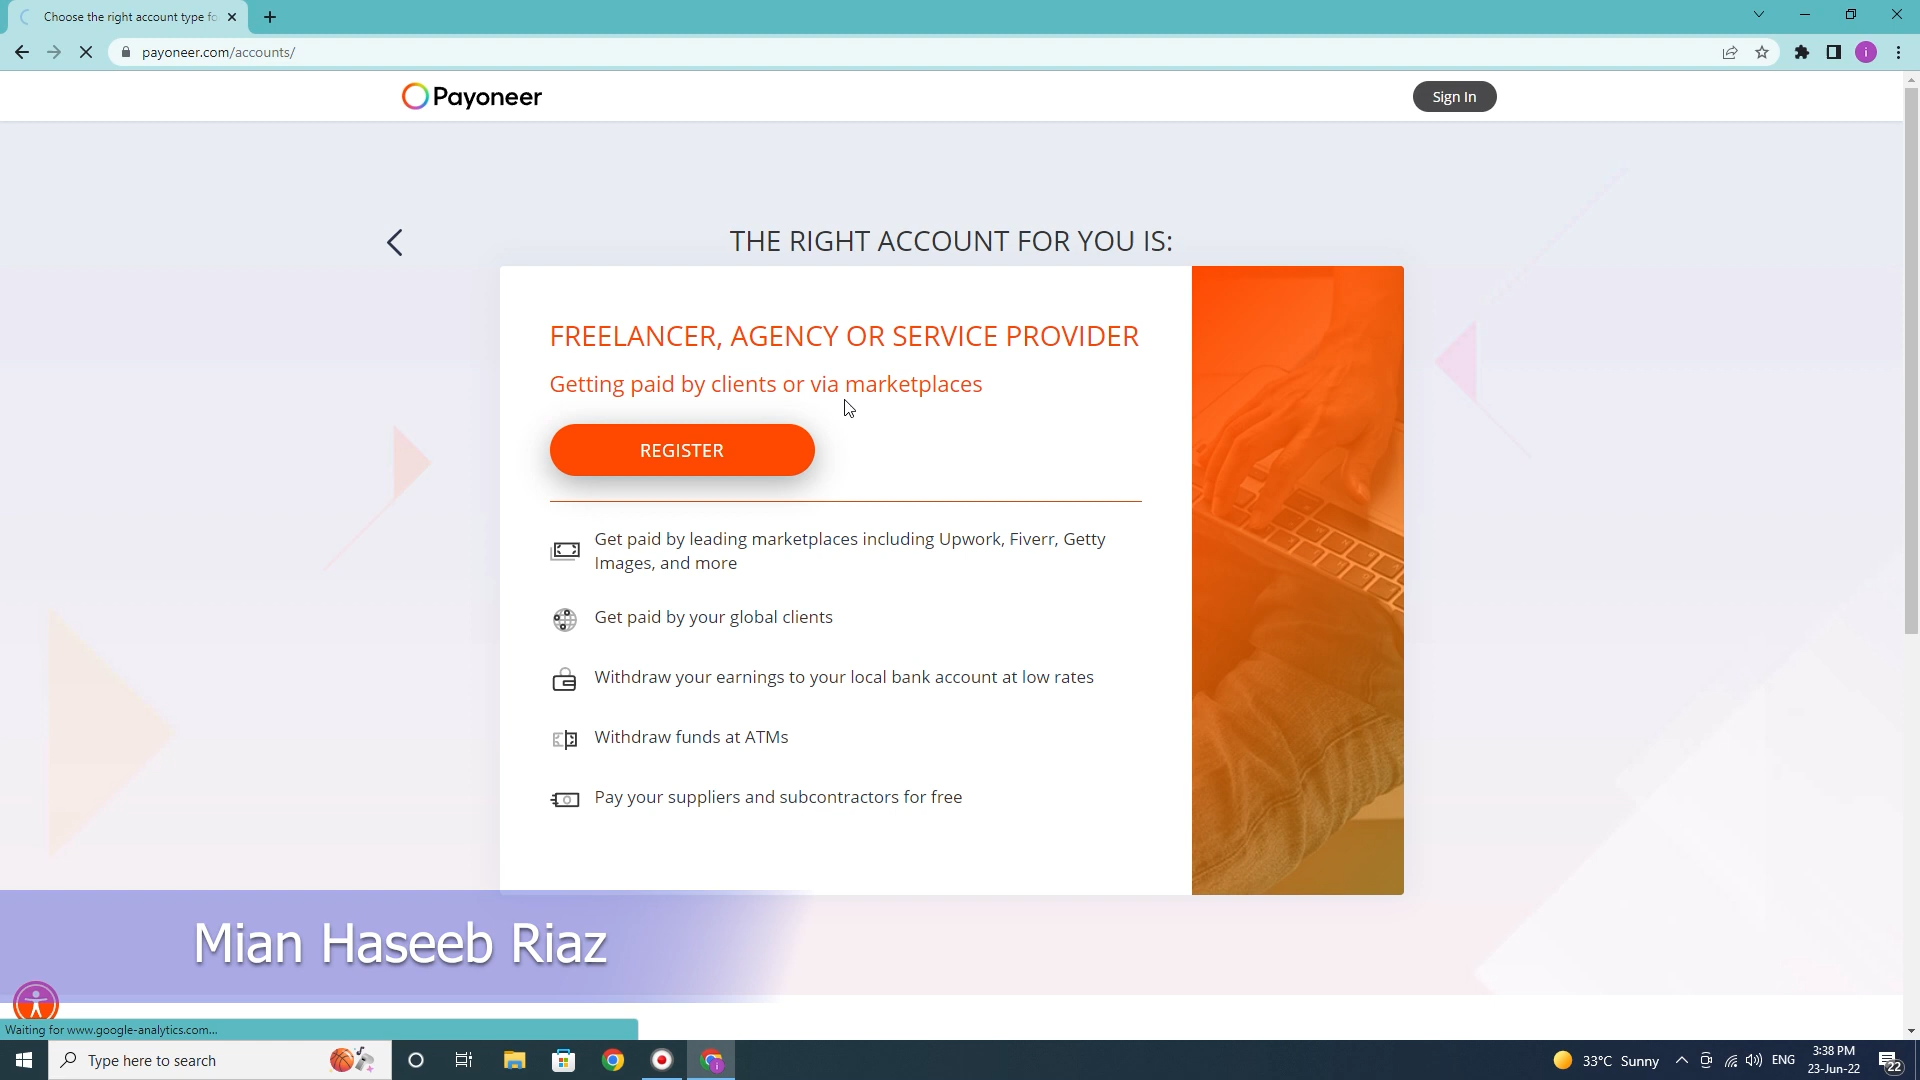 Choose the right account type fo
payoneer.com/accounts/
i
Payoneer
Sign In
THE RIGHT ACCOUNT FOR YOU IS:
FREELANCER, AGENCY OR SERVICE PROVIDER
Getting paid by clients or via marketplaces
REGISTER
Get paid by leading marketplaces including Upwork, Fiverr, Getty
Images, and more
Get paid by your global clients
Withdraw your earnings to your local bank account at low rates
Withdraw funds at ATMs
Pay your suppliers and subcontractors for free
Mian Haseeb Riaz
Waiting for www.google-analytics.com...
Type here to search
33°C Sunny
ENG
3:38 PM
23-Jun-22
22